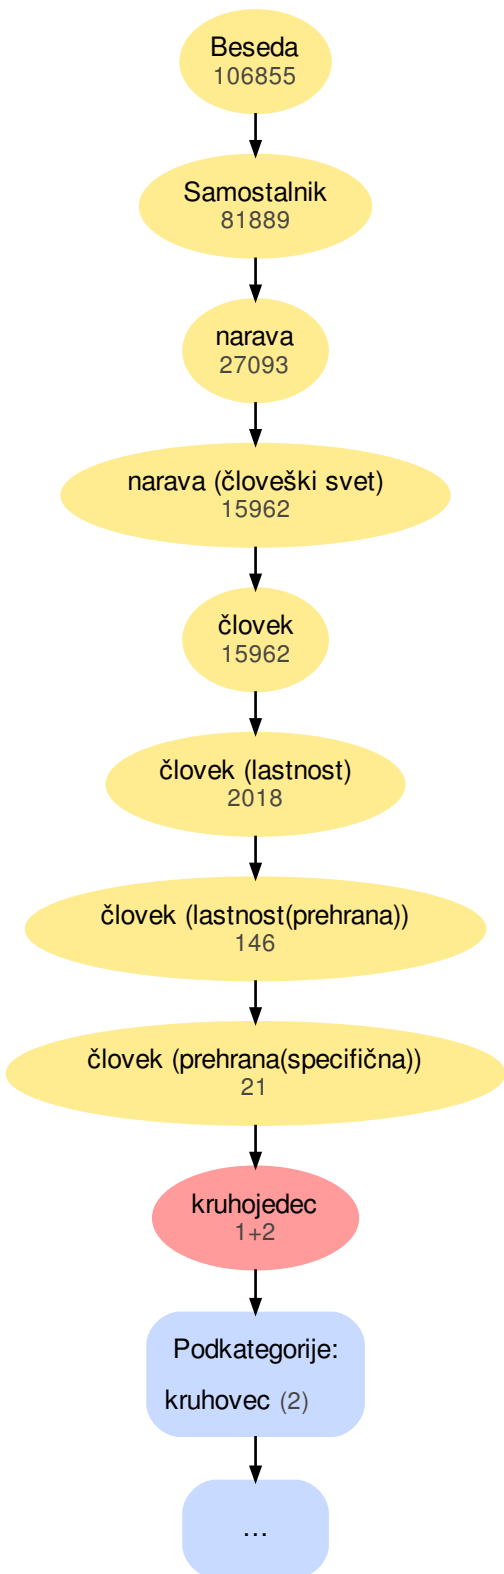 Beseda
106855
Samostalnik
81889
narava
27093
narava (človeški svet)
15962
človek
15962
človek (lastnost)
2018
človek (lastnost(prehrana))
146
človek (prehrana(specifična))
21
kruhojedec
1+2
Podkategorije:
kruhovec (2)
...